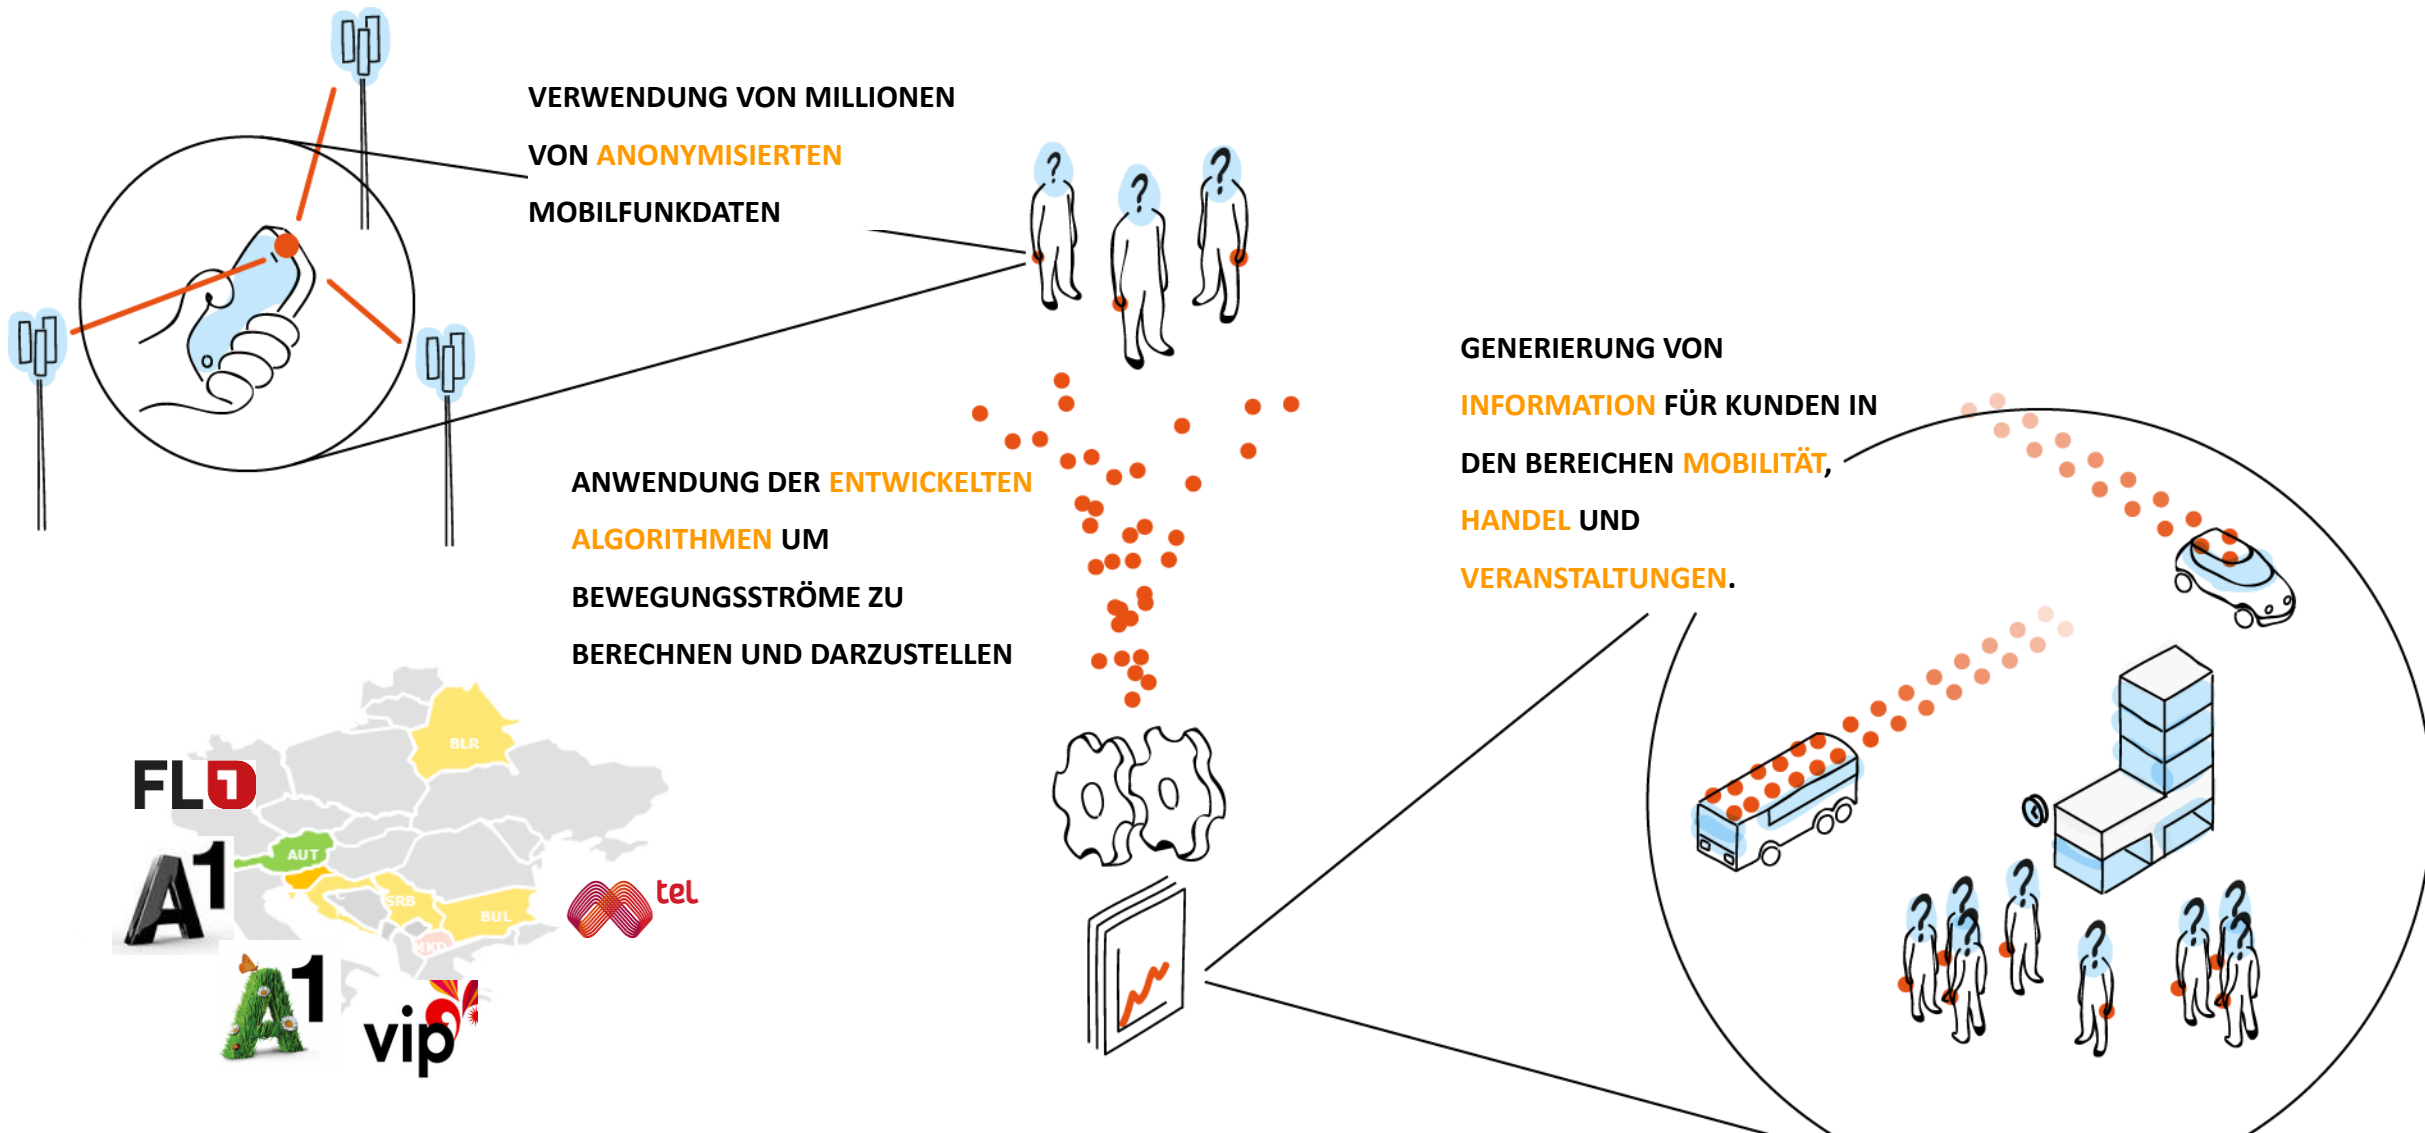 VERWENDUNG VON MILLIONEN
VON ANONYMISIERTEN
MOBILFUNKDATEN
? ? ?
GENERIERUNG VON
INFORMATION FÜR KUNDEN IN
DEN BEREICHEN MOBILITÄT,
HANDEL UND
VERANSTALTUNGEN.
ANWENDUNG DER ENTWICKELTEN
ALGORITHMEN UM
BEWEGUNGSSTRÖME ZU
BERECHNEN UND DARZUSTELLEN
BLR
FL1
AUT
A1
SRB
BUL
tel
MKD
A1
vip
? ? ? ? ? ? ? ?